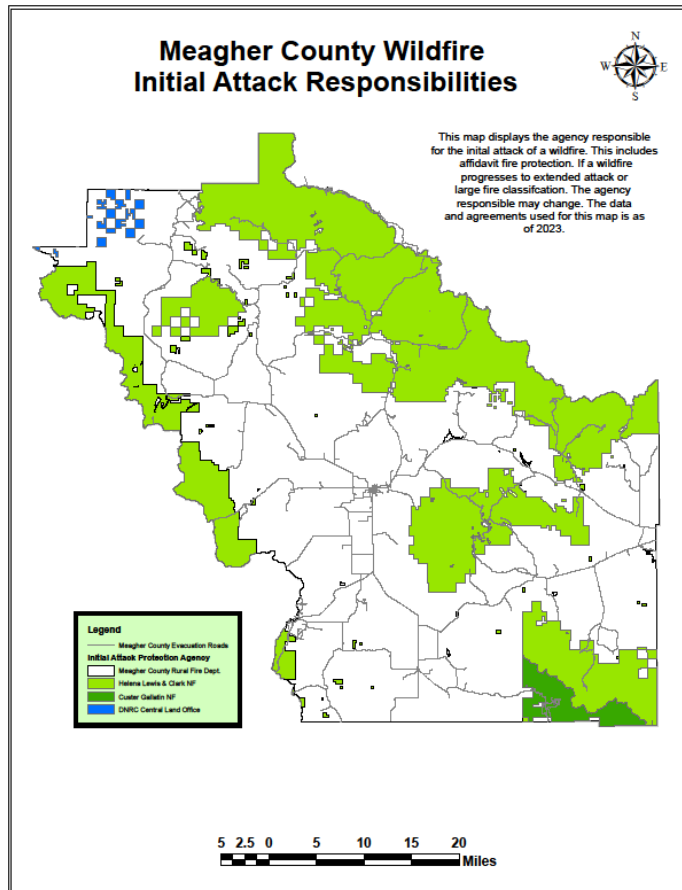 Meagher County Wildfire
Initial Attack Responsibilities
N
W
E
S
This map displays the agency responsible
for the inital attack of a wildfire. This includes
affidavit fire protection. If a wildfire
progresses to extended attack or
large fire classifcation. The agency
responsible may change. The data
and agreements used for this map is as
of 2023.
Legend
Meagher County Evacuation Roads
Initial Attack Protection Agency
Meagher County Rural Fire Dept.
Helena Lewis & Clark NF
Custer Gallatin NF
DNRC Central Land Office
5 2.5 0 5 10 15 20
Miles